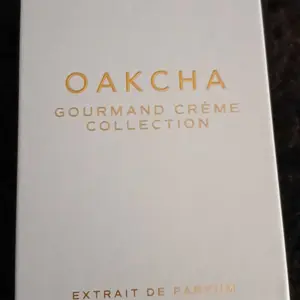 OAKCHA
GOURMAND CRÈME
COLLECTION
EXTRAIT DE PARFUM